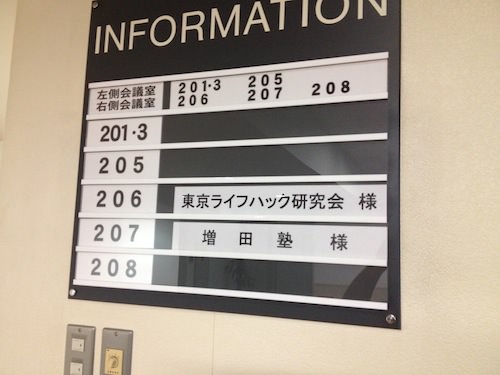 INFORMATION
左側会議室 201·3 205
右側会議室 206 207 208
201·3
205
206 東京ライフハック研究会 様
207 増田塾 様
208